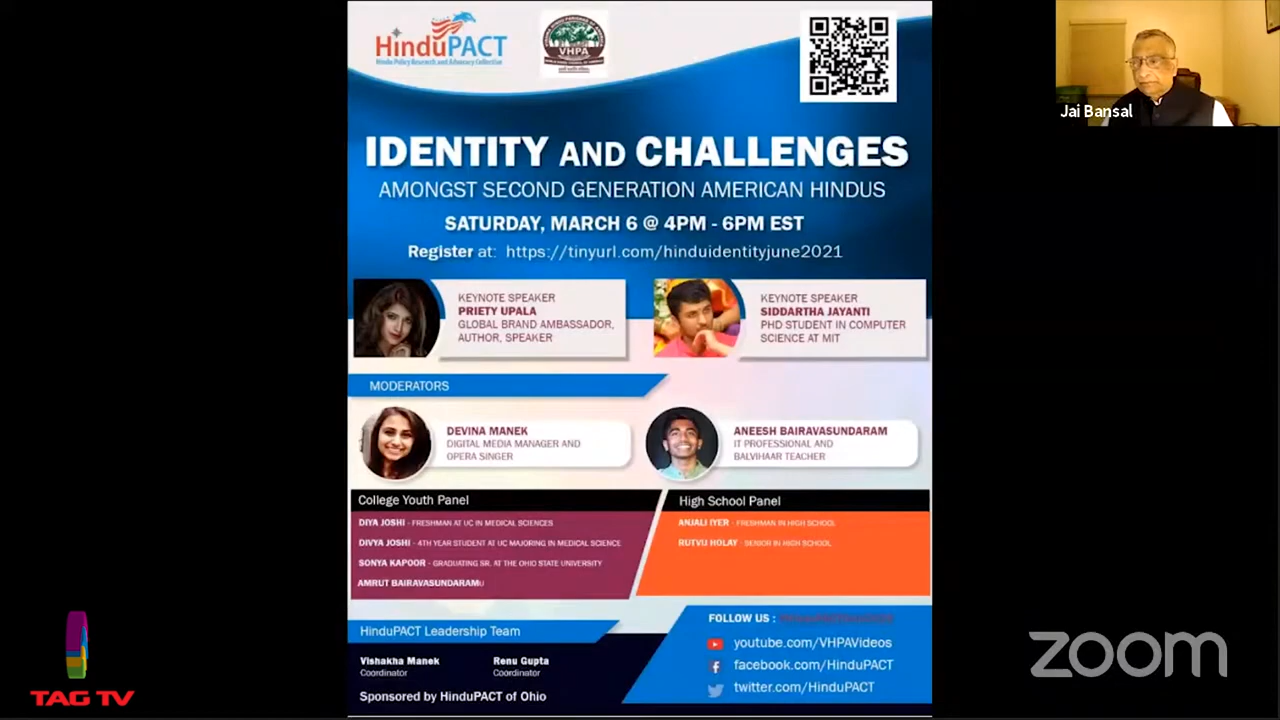 HinduPACT
Hindu Policy Research and Advocacy Collective
VHPA
Jai Bansal
IDENTITY AND CHALLENGES
AMONGST SECOND GENERATION AMERICAN HINDUS
SATURDAY, MARCH 6 @ 4PM - 6PM EST
Register at: https://tinyurl.com/hinduidentityjune2021
KEYNOTE SPEAKER
PRIETY UPALA
GLOBAL BRAND AMBASSADOR,
AUTHOR, SPEAKER
KEYNOTE SPEAKER
SIDDARTHA JAYANTI
PHD STUDENT IN COMPUTER
SCIENCE AT MIT
MODERATORS
DEVINA MANEK
DIGITAL MEDIA MANAGER AND
OPERA SINGER
ANEESH BAIRAVASUNDARAM
IT PROFESSIONAL AND
BALVIHAAR TEACHER
College Youth Panel
DIYA JOSHI - FRESHMAN AT UC IN MEDICAL SCIENCES
DIVYA JOSHI - 4TH YEAR STUDENT AT UC MAJORING IN MEDICAL SCIENCE
SONYA KAPOOR - GRADUATING SR. AT THE OHIO STATE UNIVERSITY
AMRUT BAIRAVASUNDARAMU
High School Panel
ANJALI IYER - FRESHMAN IN HIGH SCHOOL
RUTVIJ HOLAY - SENIOR IN HIGH SCHOOL
HinduPACT Leadership Team
Vishakha Manek
Coordinator
Renu Gupta
Coordinator
Sponsored by HinduPACT of Ohio
FOLLOW US :
youtube.com/VHPAVideos
facebook.com/HinduPACT
twitter.com/HinduPACT
TAG TV
zoom